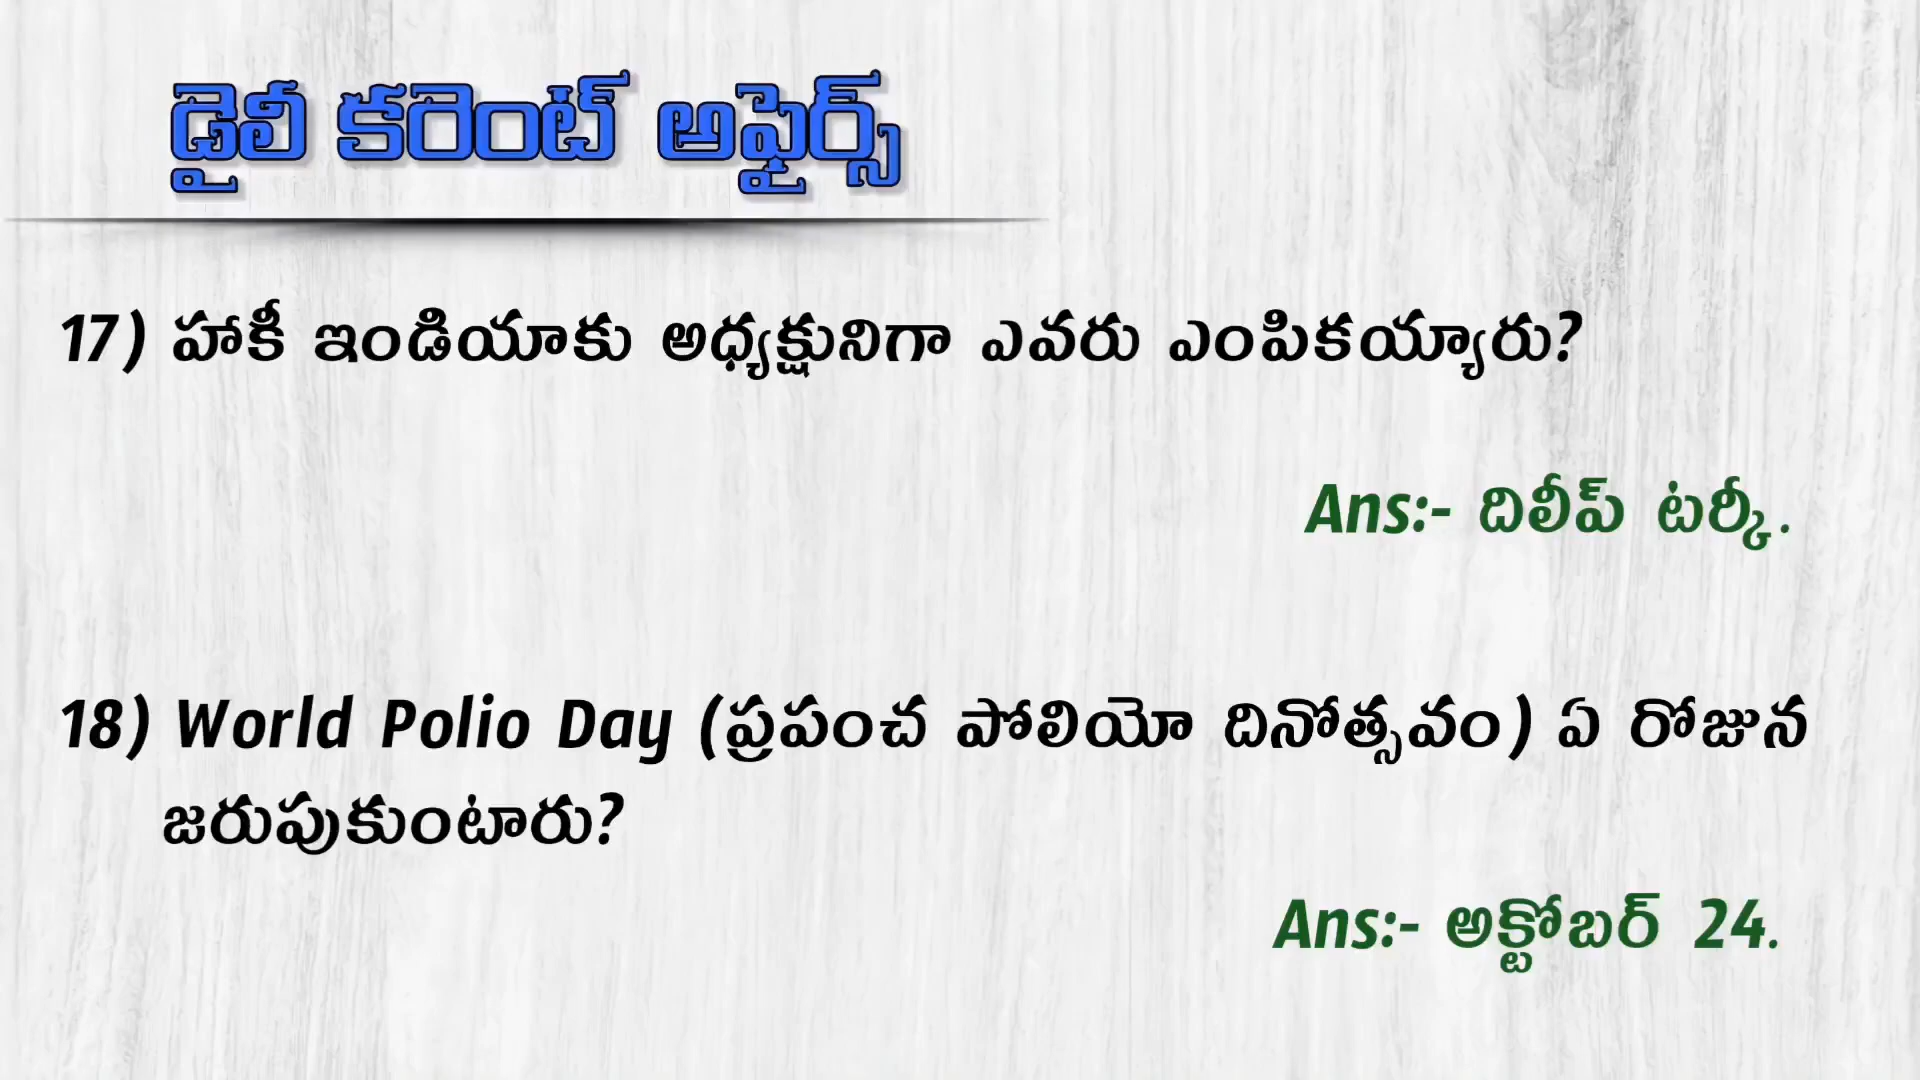 డైలీ కరెంట్ అఫైర్స్
17) హాకీ ఇండియాకు అధ్యక్షునిగా ఎవరు ఎంపికయ్యారు?
Ans:- దిలీప్ టర్కీ.
18) World Polio Day (ప్రపంచ పోలియో దినోత్సవం) ఏ రోజున
జరుపుకుంటారు?
Ans:- అక్టోబర్ 24.